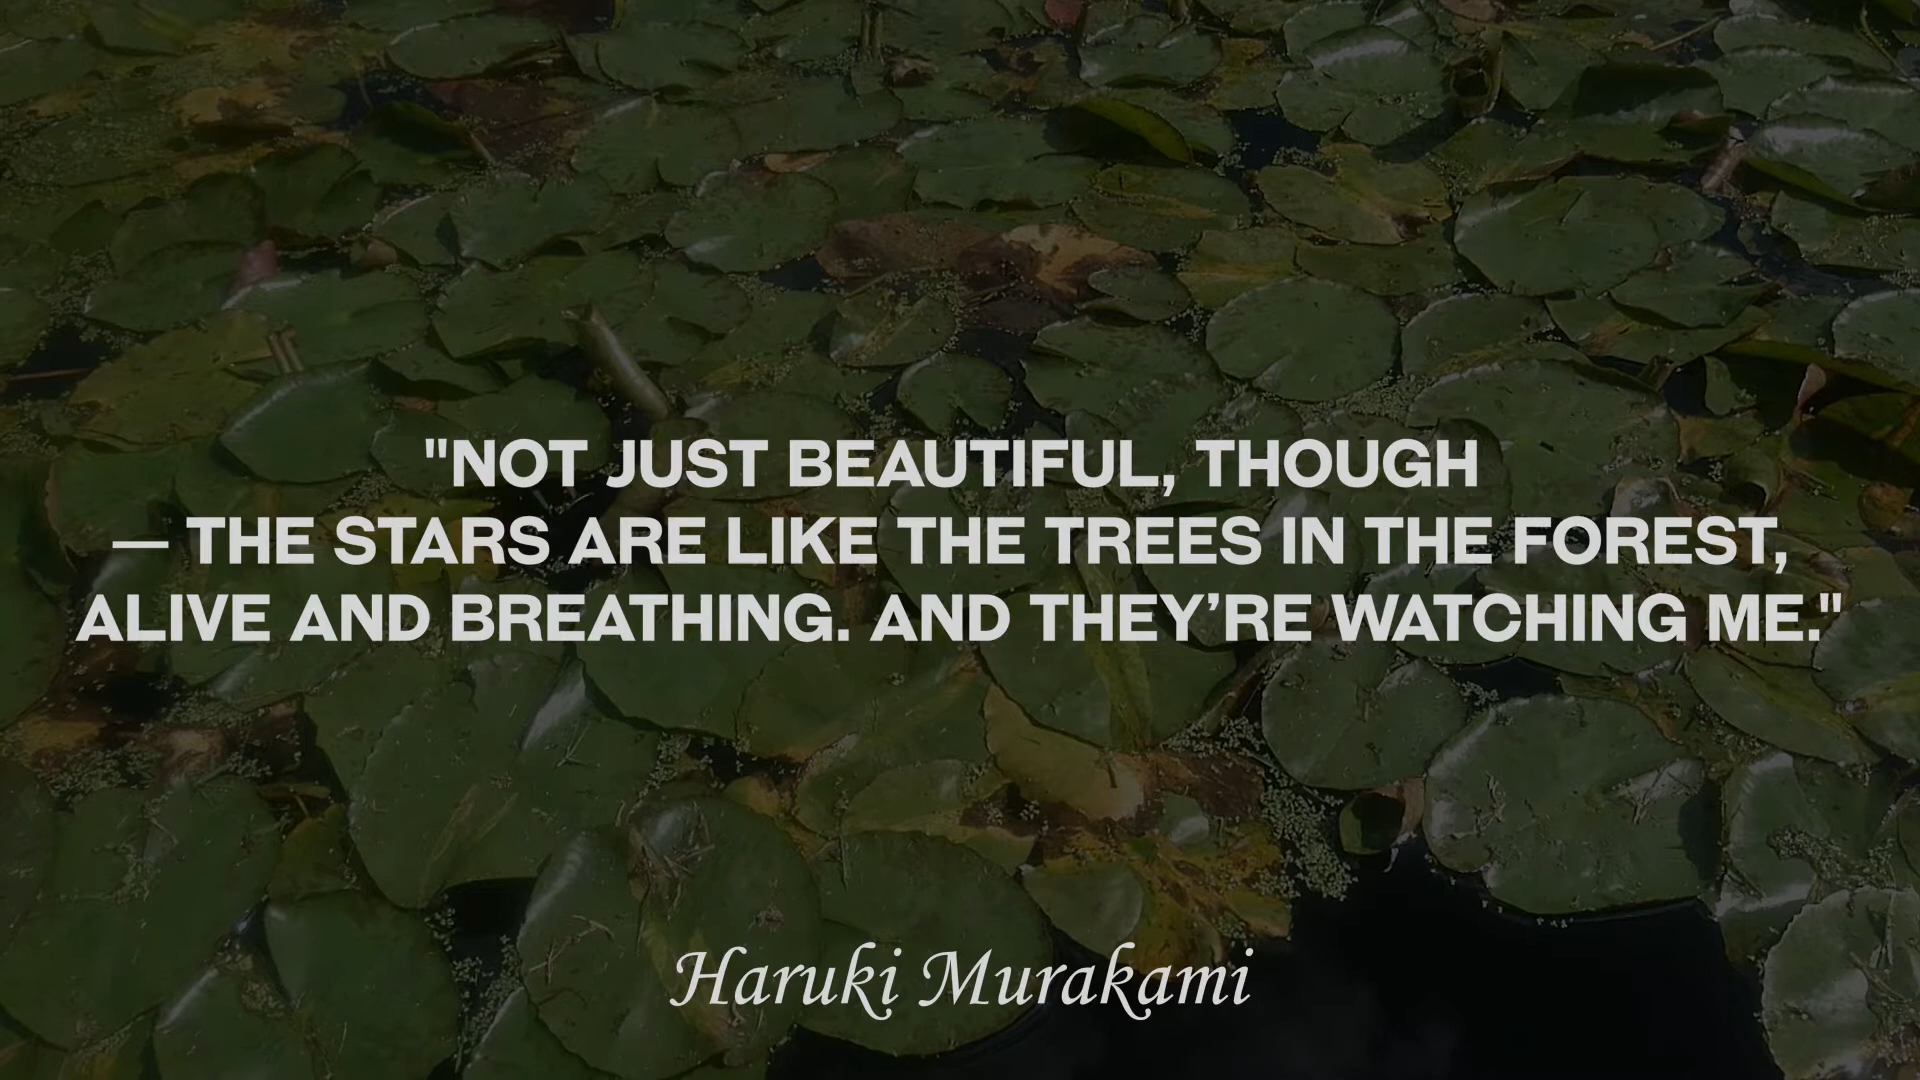 "NOT JUST BEAUTIFUL, THOUGH
— THE STARS ARE LIKE THE TREES IN THE FOREST,
ALIVE AND BREATHING. AND THEY’RE WATCHING ME."
Haruki Murakami